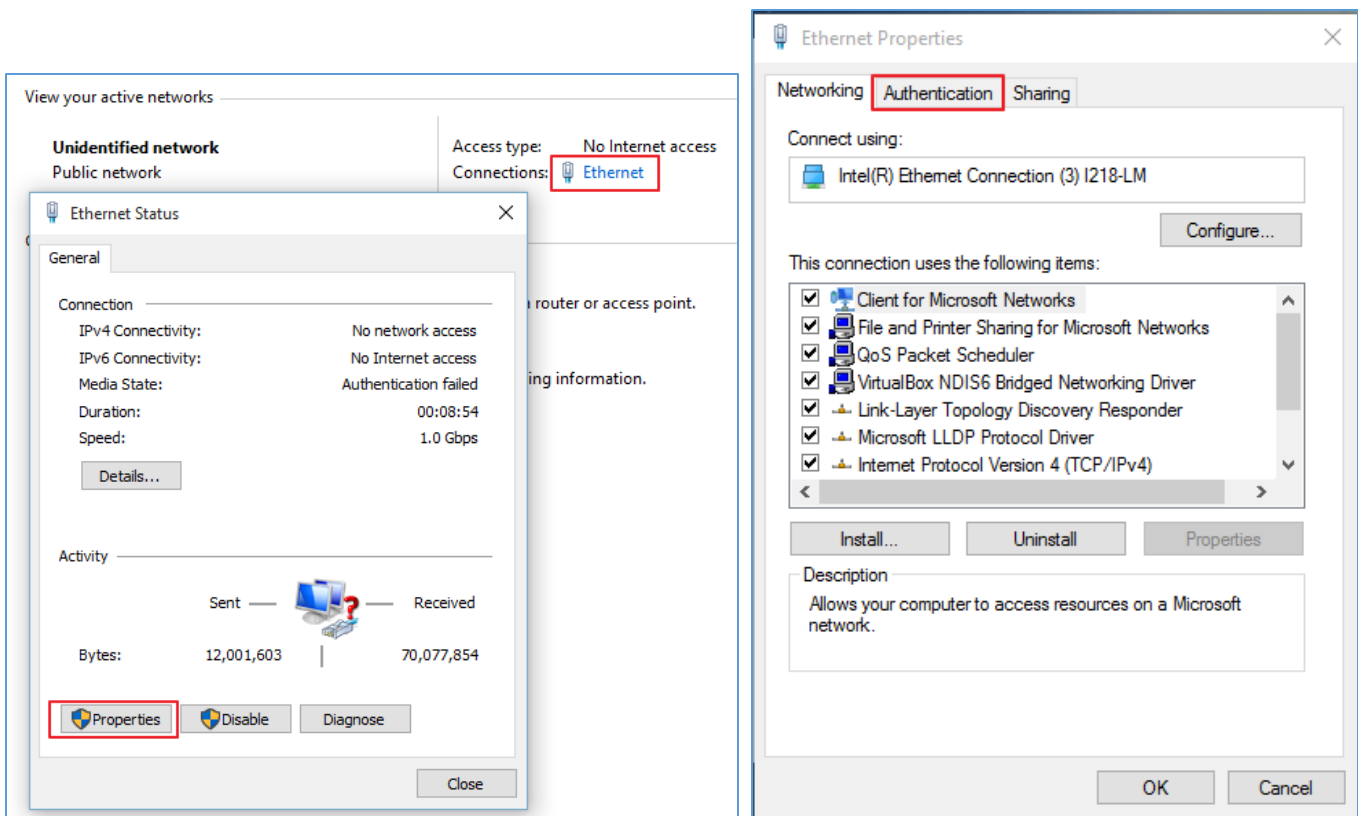 View your active networks
Unidentified network
Public network
Access type: No Internet access
Connections: Ethernet
Ethernet Status
General
Connection
IPv4 Connectivity: No network access
IPv6 Connectivity: No Internet access
Media State: Authentication failed
Duration: 00:08:54
Speed: 1.0 Gbps
Details...
router or access point.
ing information.
Activity
Sent Received
Bytes: 12,001,603 70,077,854
Properties Disable Diagnose
Close
Ethernet Properties
Networking Authentication Sharing
Connect using:
Intel(R) Ethernet Connection (3) I218-LM
Configure...
This connection uses the following items:
Client for Microsoft Networks
File and Printer Sharing for Microsoft Networks
QoS Packet Scheduler
VirtualBox NDIS6 Bridged Networking Driver
Link-Layer Topology Discovery Responder
Microsoft LLDP Protocol Driver
Internet Protocol Version 4 (TCP/IPv4)
Install... Uninstall Properties
Description
Allows your computer to access resources on a Microsoft
network.
OK Cancel